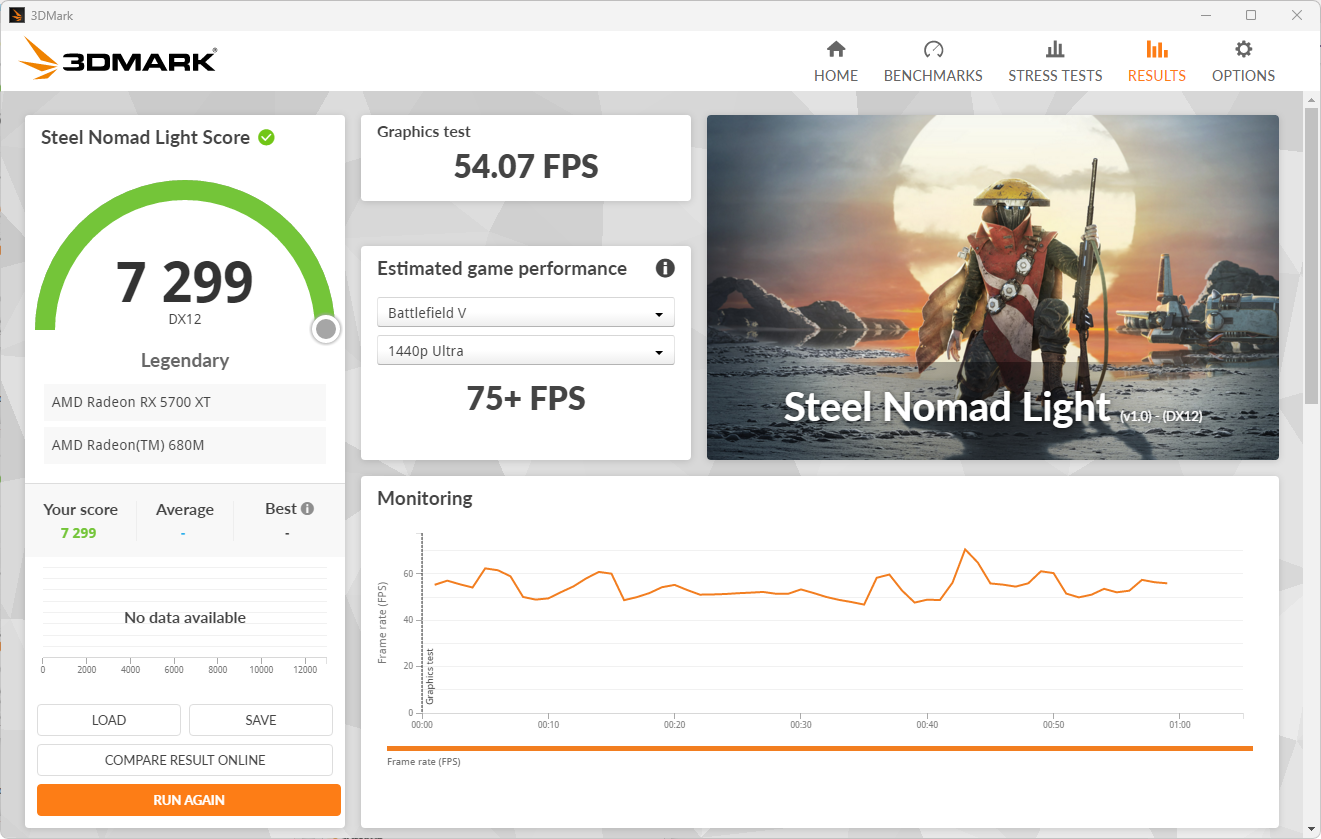 3DMark
3DMARK®
HOME
BENCHMARKS
STRESS TESTS
RESULTS
OPTIONS
Steel Nomad Light Score
7 299
DX12
Legendary
AMD Radeon RX 5700 XT
AMD Radeon(TM) 680M
Your score
7 299
Average
-
Best
-
No data available
0 2000 4000 6000 8000 10000 12000
LOAD
SAVE
COMPARE RESULT ONLINE
RUN AGAIN
Graphics test
54.07 FPS
Estimated game performance
Battlefield V
1440p Ultra
75+ FPS
Steel Nomad Light (v1.0) - (DX12)
Monitoring
Frame rate (FPS)
60
40
20
0
Graphics test
00:00 00:10 00:20 00:30 00:40 00:50 01:00
Frame rate (FPS)